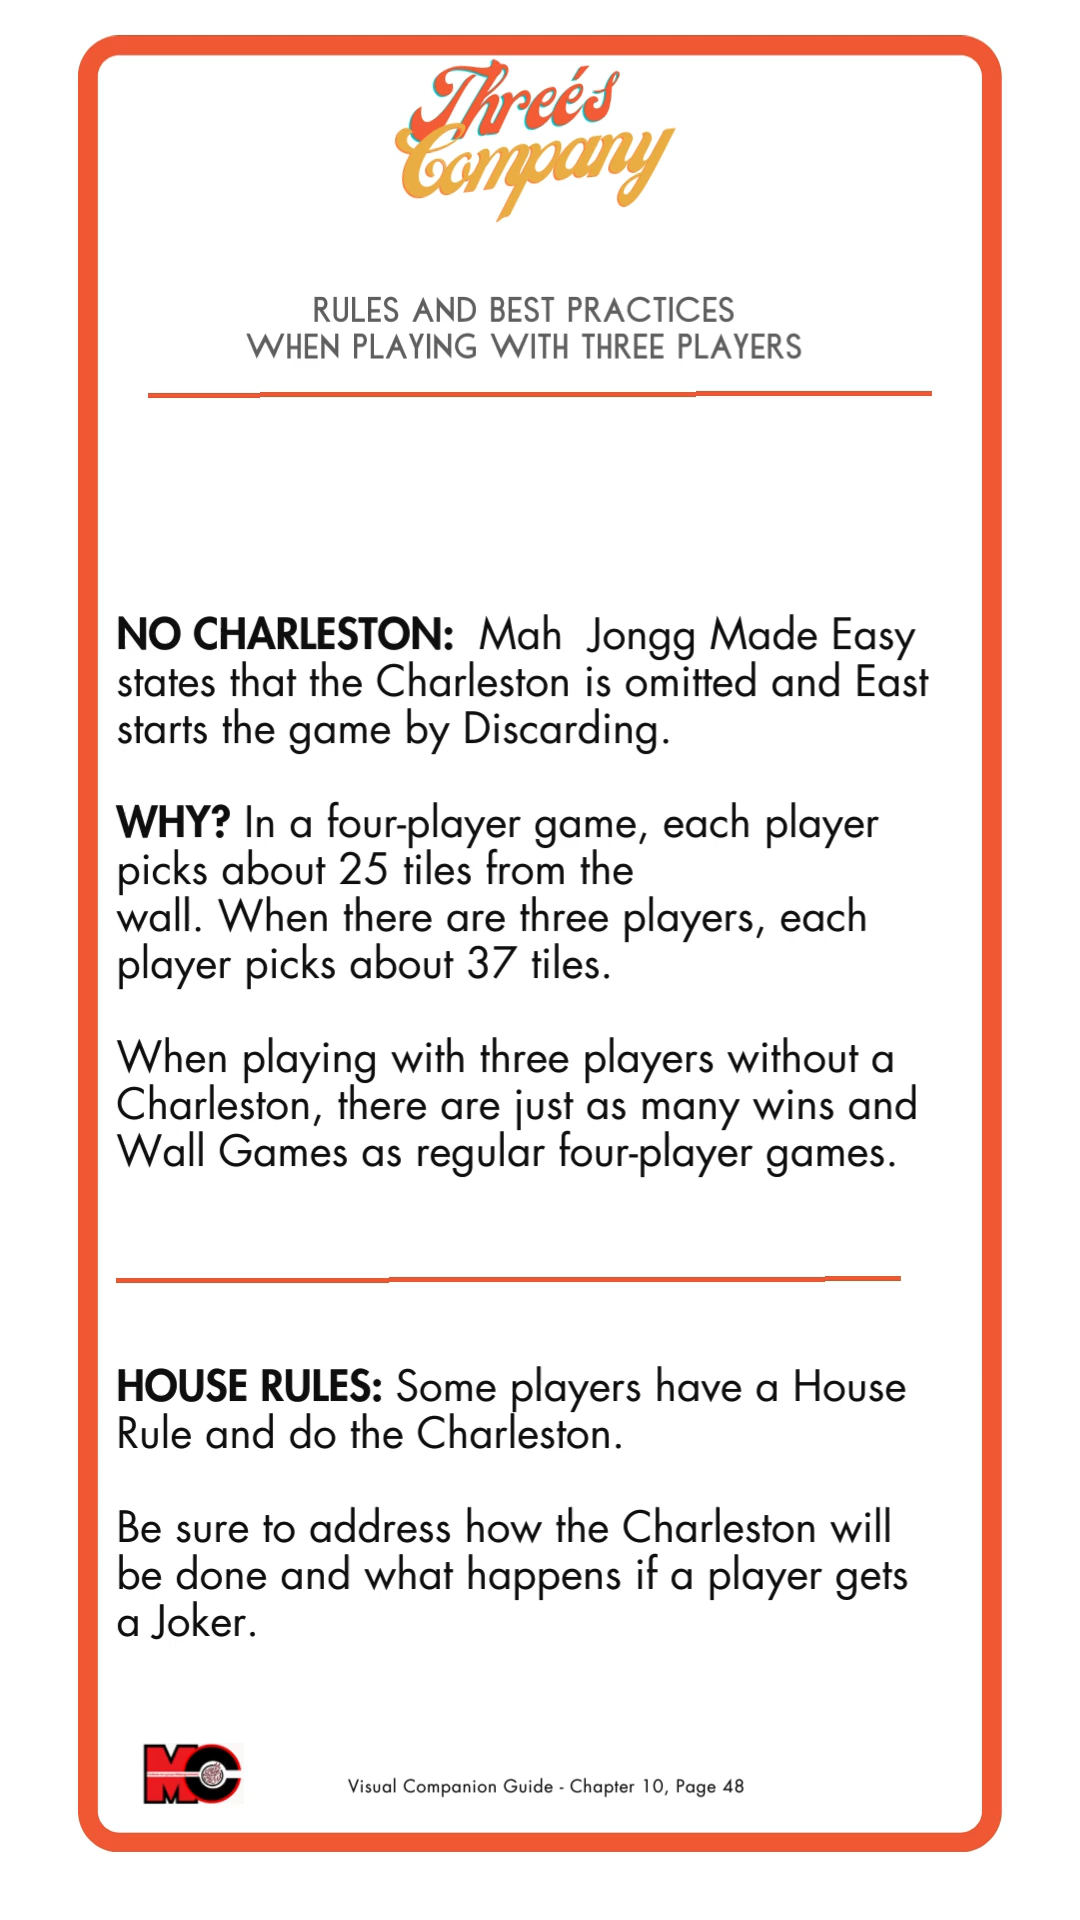 Threé's
Company
RULES AND BEST PRACTICES
WHEN PLAYING WITH THREE PLAYERS
NO CHARLESTON: Mah Jongg Made Easy
states that the Charleston is omitted and East
starts the game by Discarding.
WHY? In a four-player game, each player
picks about 25 tiles from the
wall. When there are three players, each
player picks about 37 tiles.
When playing with three players without a
Charleston, there are just as many wins and
Wall Games as regular four-player games.
HOUSE RULES: Some players have a House
Rule and do the Charleston.
Be sure to address how the Charleston will
be done and what happens if a player gets
a Joker.
MC
M
Visual Companion Guide - Chapter 10, Page 48